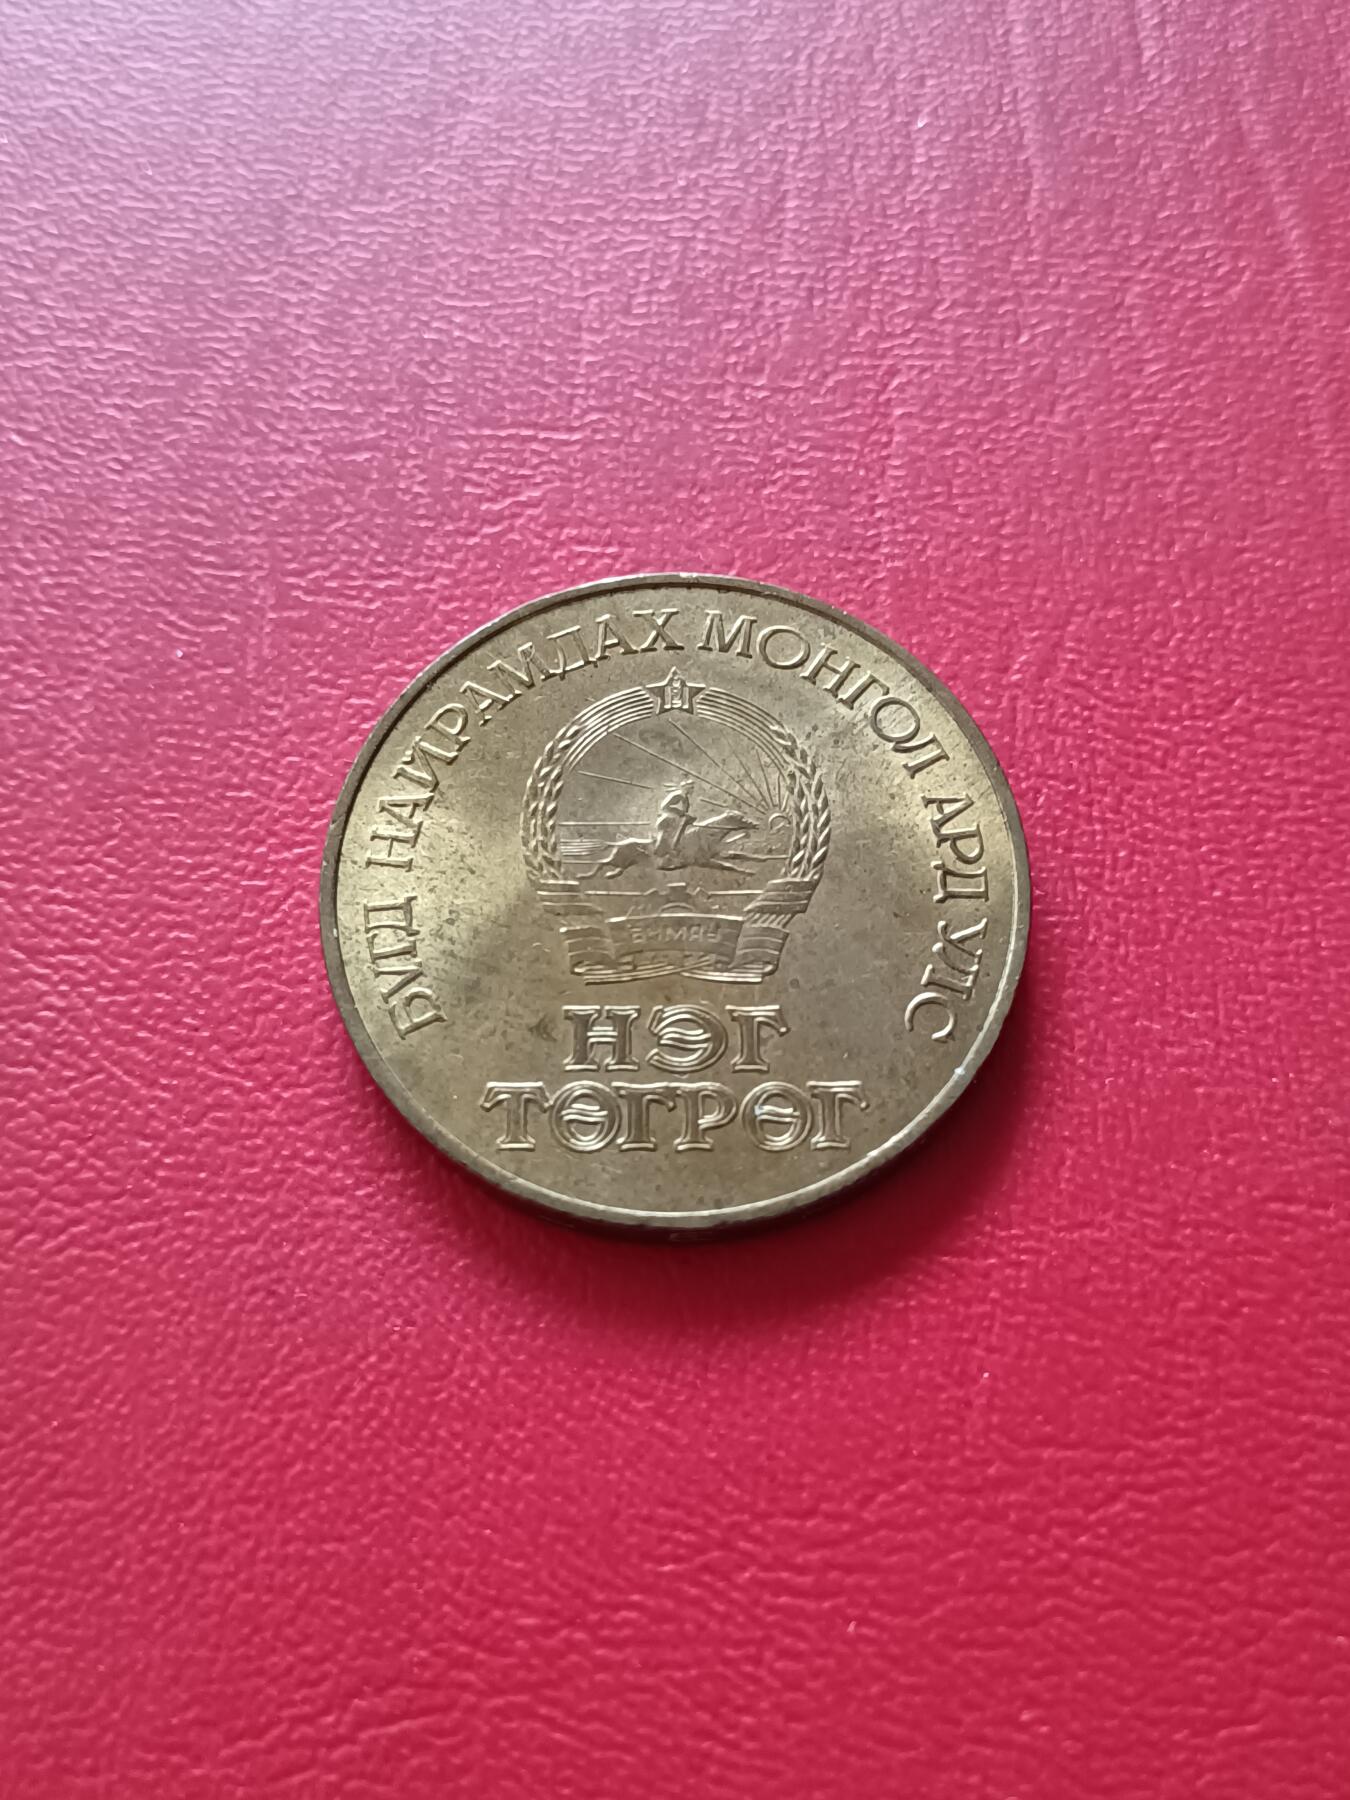 БҮГД НАЙРАМДАХ МОНГОЛ АРД УЛС
БНМАУ
НЭГ
ТӨГРӨГ